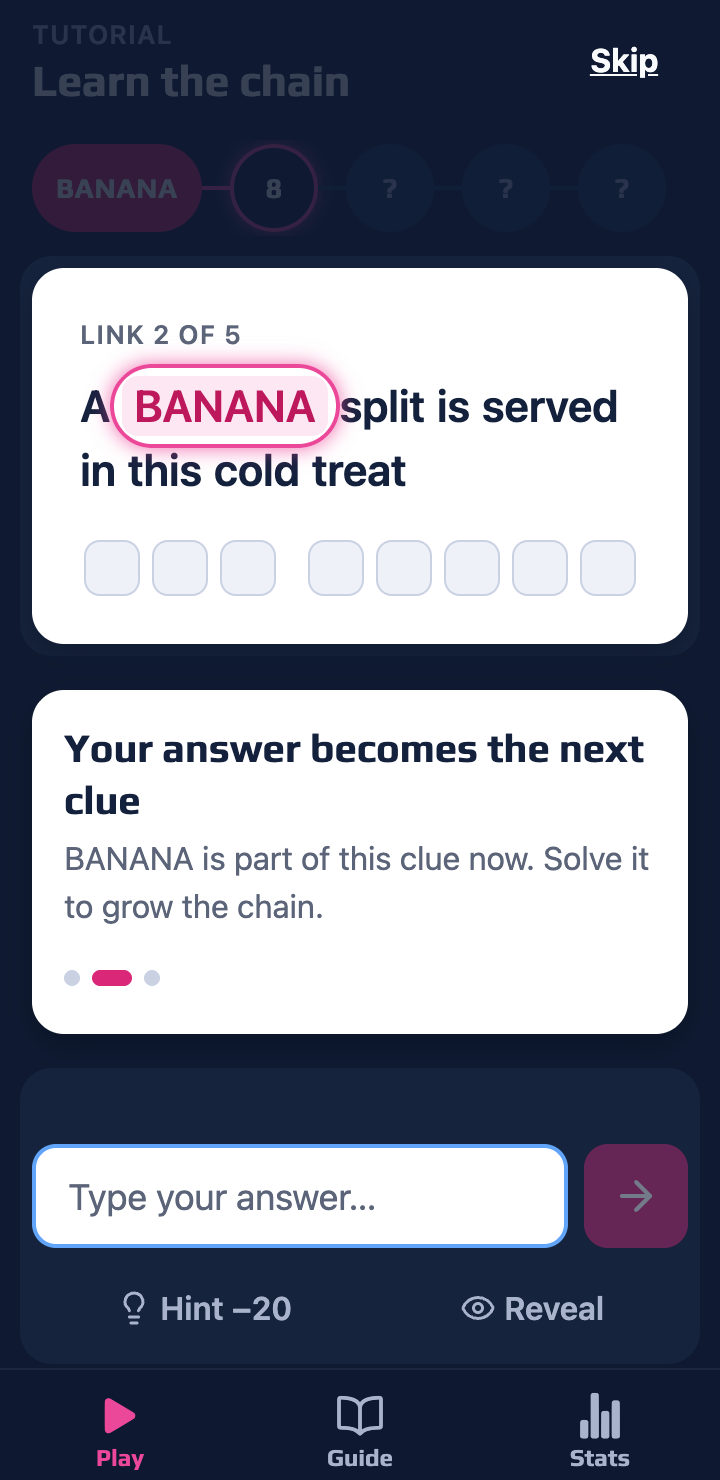 TUTORIAL
Learn the chain
Skip
BANANA 8 ? ? ?
LINK 2 OF 5
A BANANA split is served
in this cold treat
Your answer becomes the next
clue
BANANA is part of this clue now. Solve it
to grow the chain.
Type your answer...
Hint −20
Reveal
Play
Guide
Stats